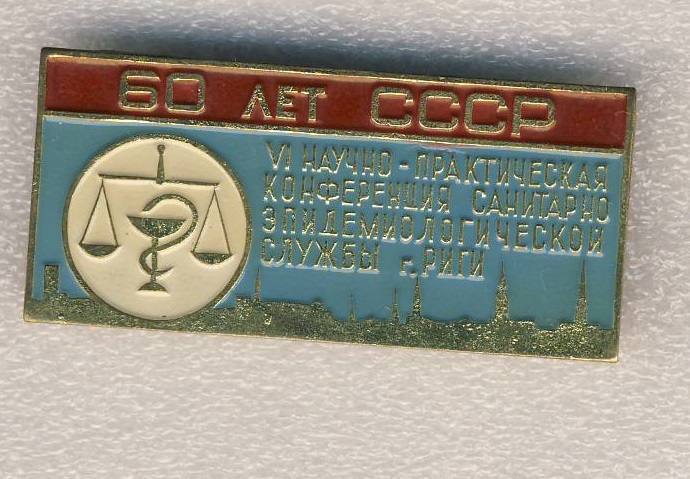 60 ЛЕТ СССР
VI НАУЧНО-ПРАКТИЧЕСКАЯ
КОНФЕРЕНЦИЯ САНИТАРНО
ЭПИДЕМИОЛОГИЧЕСКОЙ
СЛУЖБЫ г. РИГИ